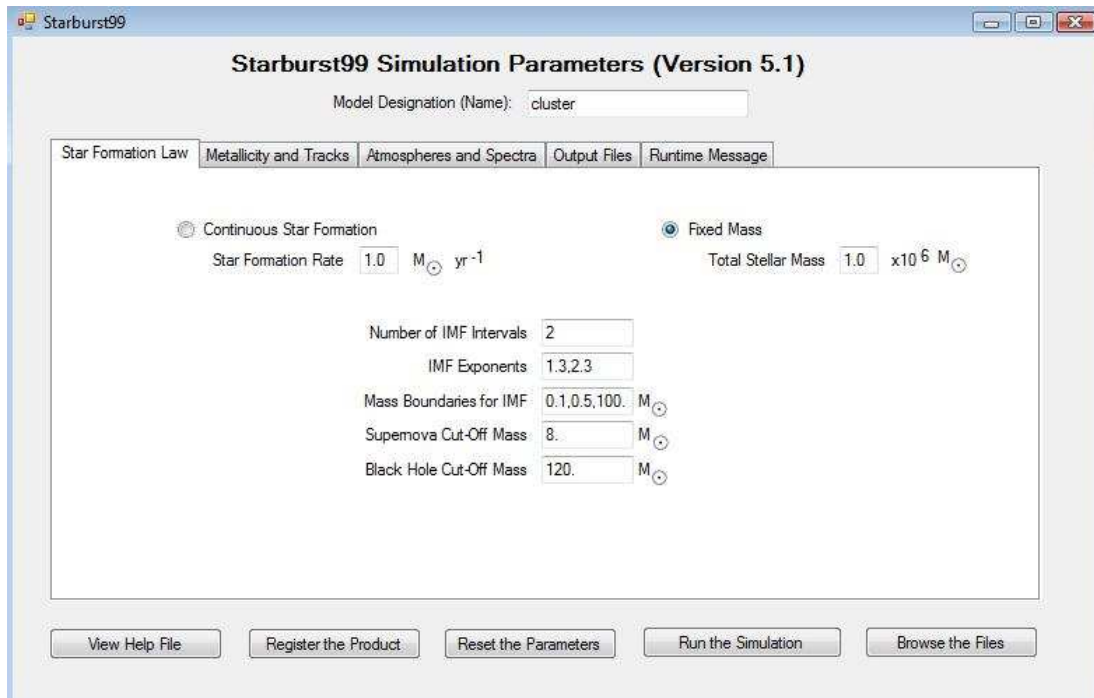 Starburst99
Starburst99 Simulation Parameters (Version 5.1)
Model Designation (Name): cluster
Star Formation Law Metallicity and Tracks Atmospheres and Spectra Output Files Runtime Message
Continuous Star Formation Fixed Mass
Star Formation Rate 1.0 M☉ yr -1 Total Stellar Mass 1.0 x10 6 M☉
Number of IMF Intervals 2
IMF Exponents 1.3,2.3
Mass Boundaries for IMF 0.1,0.5,100. M☉
Supernova Cut-Off Mass 8. M☉
Black Hole Cut-Off Mass 120. M☉
View Help File Register the Product Reset the Parameters Run the Simulation Browse the Files